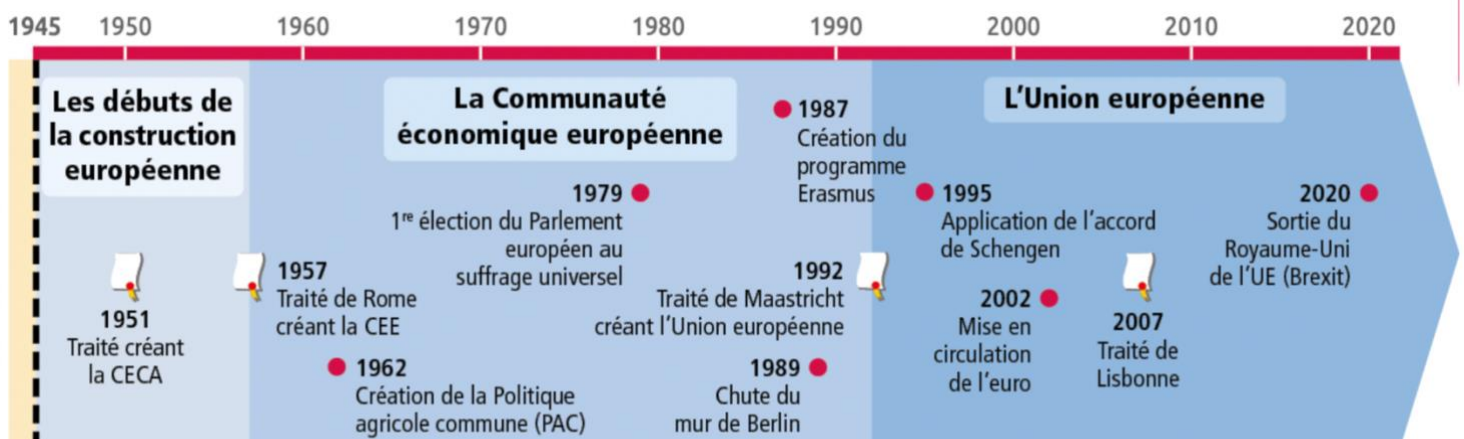 1945 1950 1960 1970 1980 1990 2000 2010 2020
Les débuts de
la construction
européenne
1951
Traité créant
la CECA
La Communauté
économique européenne
1957
Traité de Rome
créant la CEE
1962
Création de la Politique
agricole commune (PAC)
1979
1re élection du Parlement
européen au
suffrage universel
1987
Création du
programme
Erasmus
1989
Chute du
mur de Berlin
1992
Traité de Maastricht
créant l'Union européenne
L'Union européenne
1995
Application de l'accord
de Schengen
2002
Mise en
circulation
de l'euro
2007
Traité de
Lisbonne
2020
Sortie du
Royaume-Uni
de l'UE (Brexit)